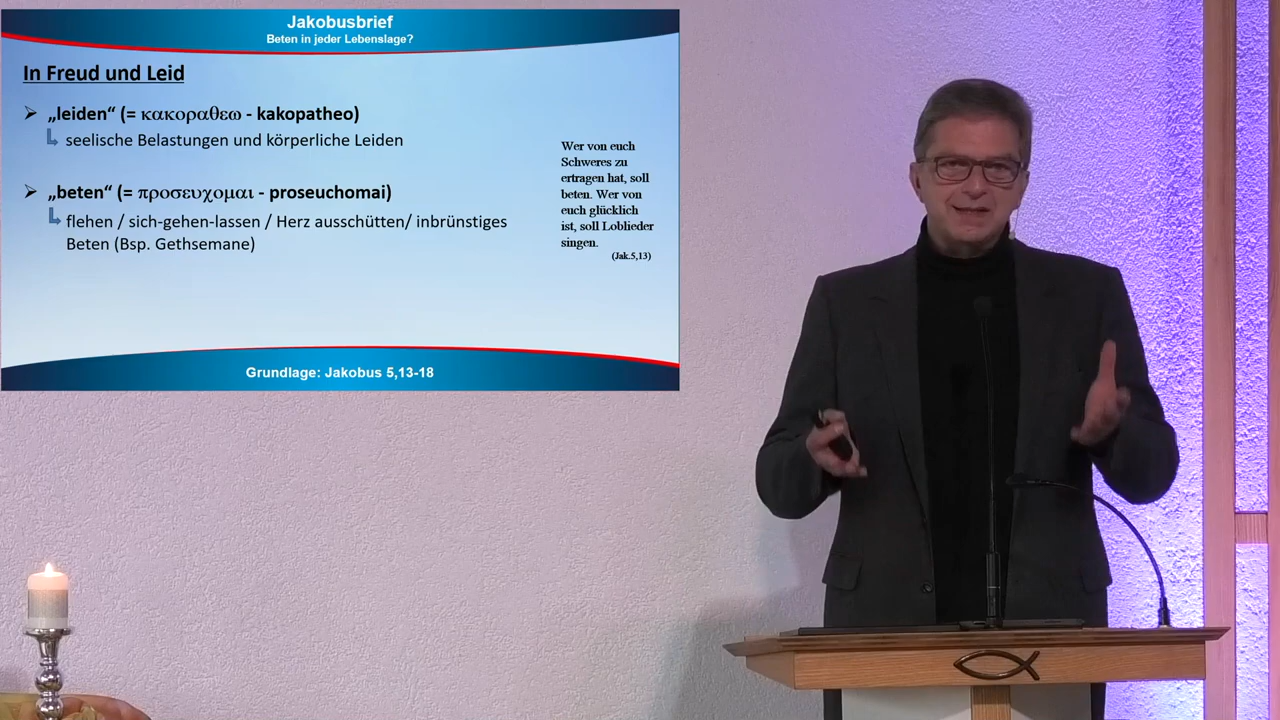 Jakobusbrief
Beten in jeder Lebenslage?
In Freud und Leid
„leiden“ (= κακοραθεω - kakopatheo)
seelische Belastungen und körperliche Leiden
„beten“ (= προσευχομαι - proseuchomai)
flehen / sich-gehen-lassen / Herz ausschütten/ inbrünstiges
Beten (Bsp. Gethsemane)
Wer von euch
Schweres zu
ertragen hat, soll
beten. Wer von
euch glücklich
ist, soll Loblieder
singen.
(Jak.5,13)
Grundlage: Jakobus 5,13-18